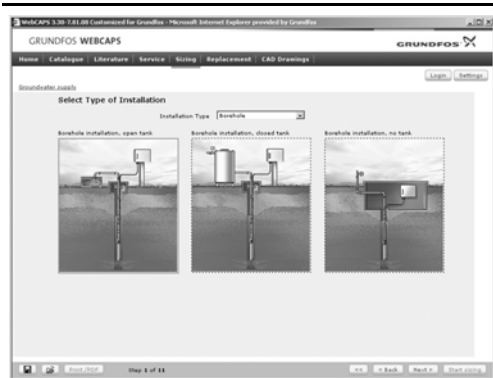 WebCAPS 3.30-7.01.08 Customized for Grundfos - Microsoft Internet Explorer provided by Grundfos
GRUNDFOS WEBCAPS
GRUNDFOS
Home | Catalogue | Literature | Service | Sizing | Replacement | CAD Drawings
Login Settings
Groundwater supply
Select Type of Installation
Installation Type Borehole
Borehole installation, open tank Borehole installation, closed tank Borehole installation, no tank
Print/PDF Step 1 of 11 << < Back Next > Start sizing